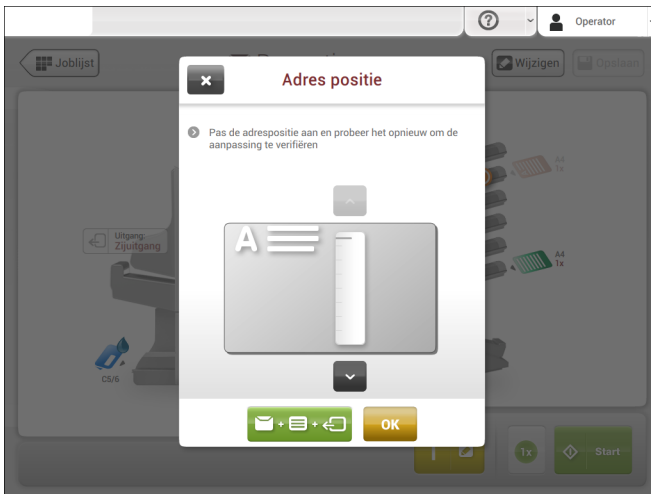 Operator
Joblijst
Wijzigen
Opslaan
Adres positie
Pas de adrespositie aan en probeer het opnieuw om de
aanpassing te verifiëren
A4
1x
Uitgang:
Zijuitgang
A
A4
1x
CS/6
OK
1x
Start